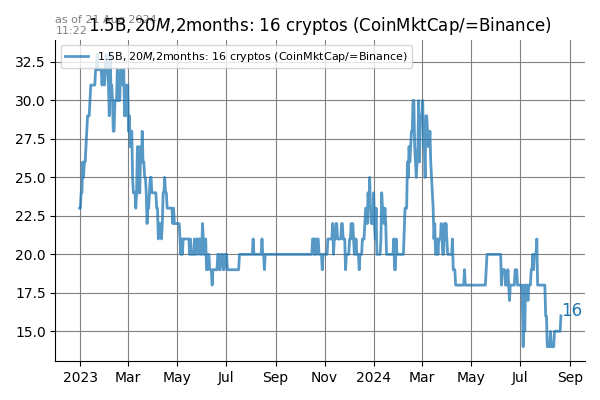 as of 21 Aug 2024
11:22
1.5B, 20M, 2months: 16 cryptos (CoinMktCap/=Binance)
1.5B, 20M, 2months: 16 cryptos (CoinMktCap/=Binance)
32.5
30.0
27.5
25.0
22.5
20.0
17.5
15.0
16
2023 Mar May Jul Sep Nov 2024 Mar May Jul Sep